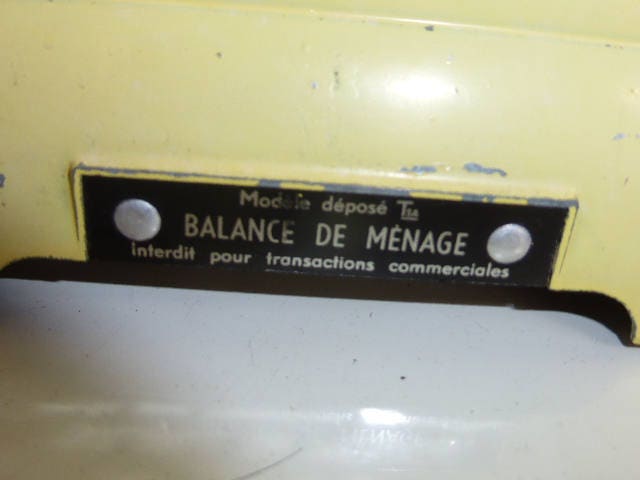 Modèle déposé
BALANCE DE MÉNAGE
interdit pour transactions commerciales